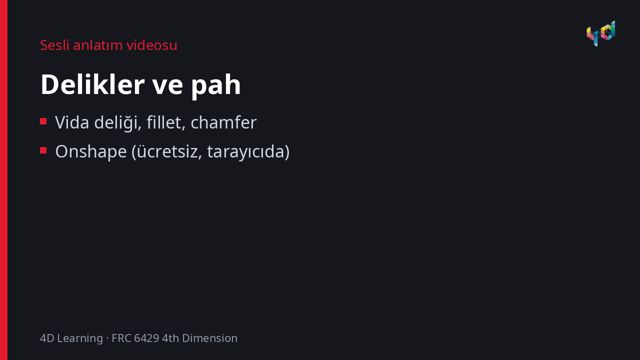 Sesli anlatım videosu
4d
Delikler ve pah
Vida deliği, fillet, chamfer
Onshape (ücretsiz, tarayıcıda)
4D Learning · FRC 6429 4th Dimension